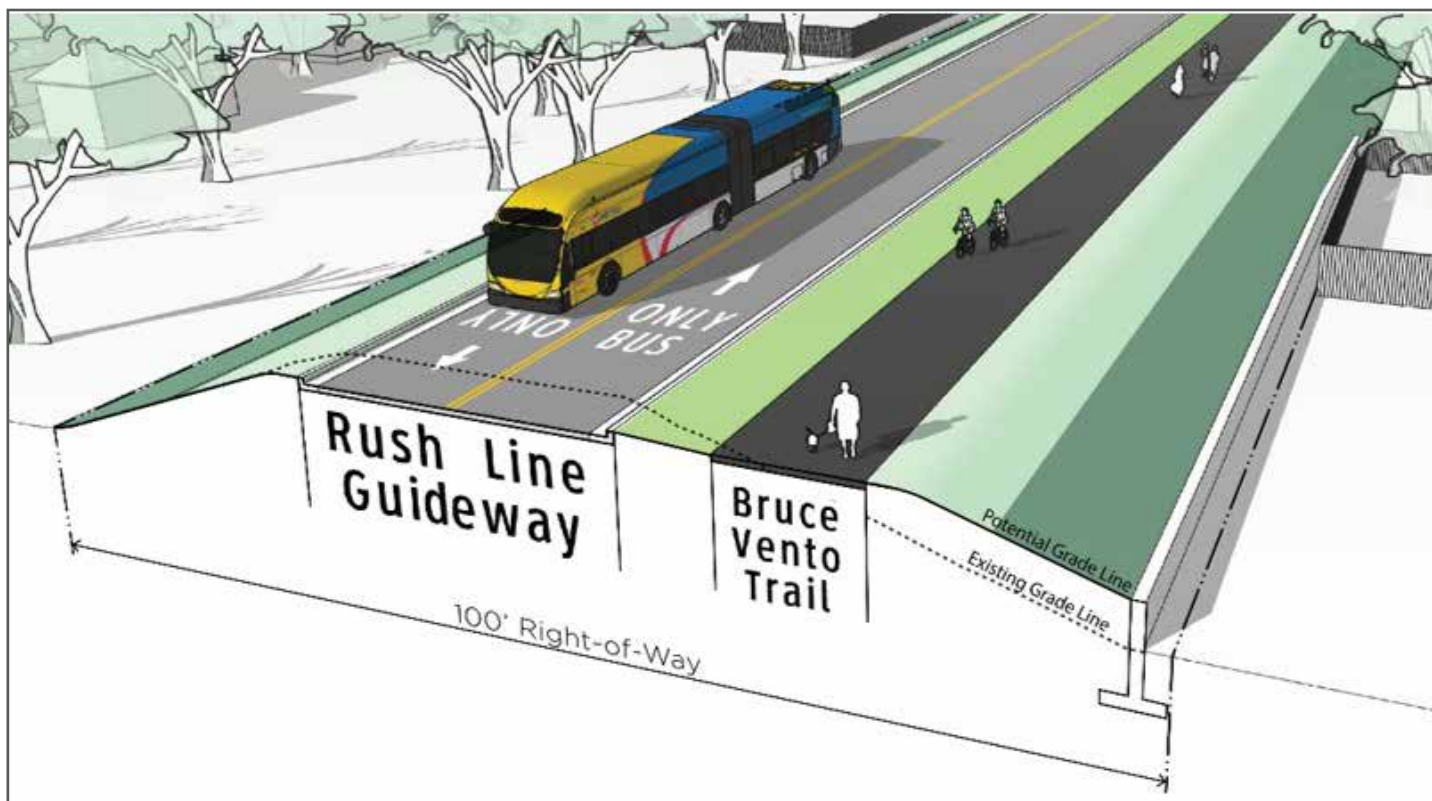 ONLY
BUS
ONLY
Rush Line
Guideway
Bruce
Vento
Trail
Potential Grade Line
Existing Grade Line
100' Right-of-Way